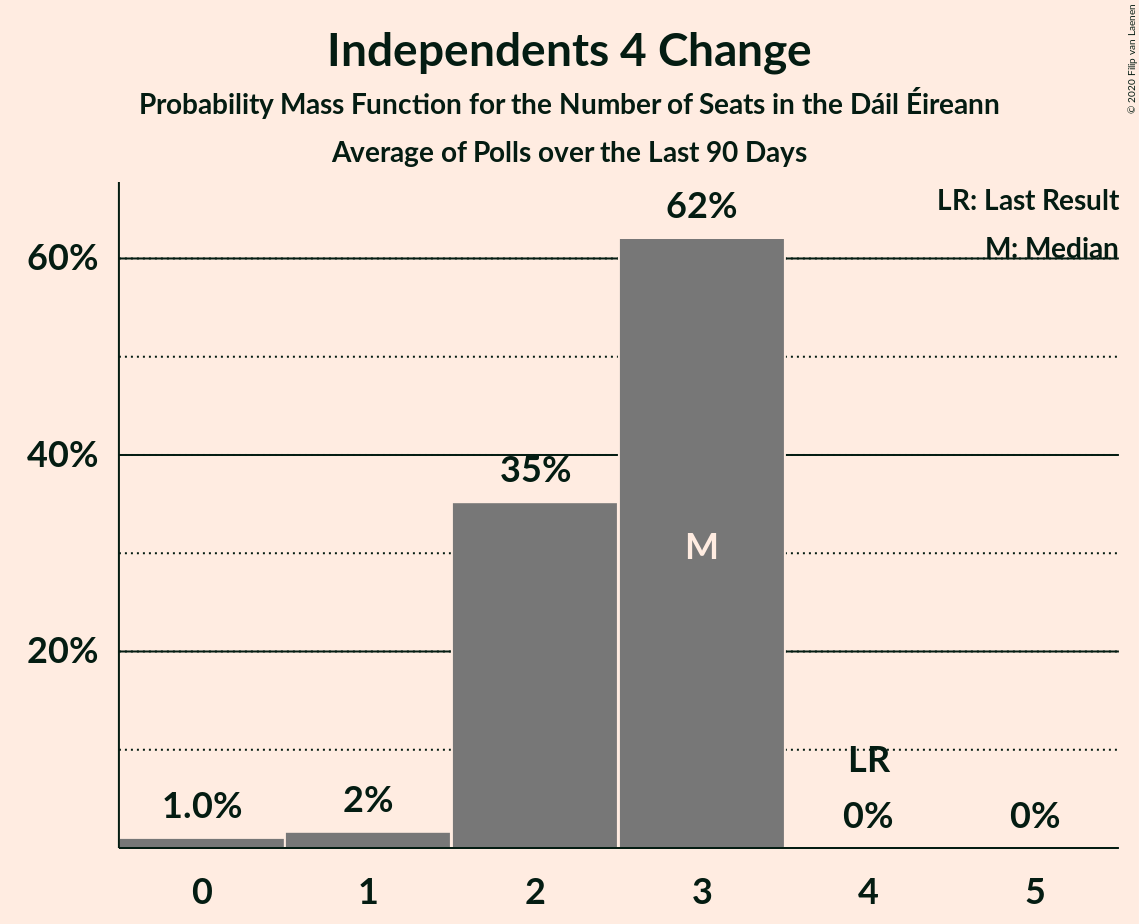 Independents 4 Change
Probability Mass Function for the Number of Seats in the Dáil Éireann
Average of Polls over the Last 90 Days
© 2020 Filip van Laenen
LR: Last Result
M: Median
62%
60%
40%
35%
M
20%
LR
1.0%
2%
0%
0%
0 1 2 3 4 5